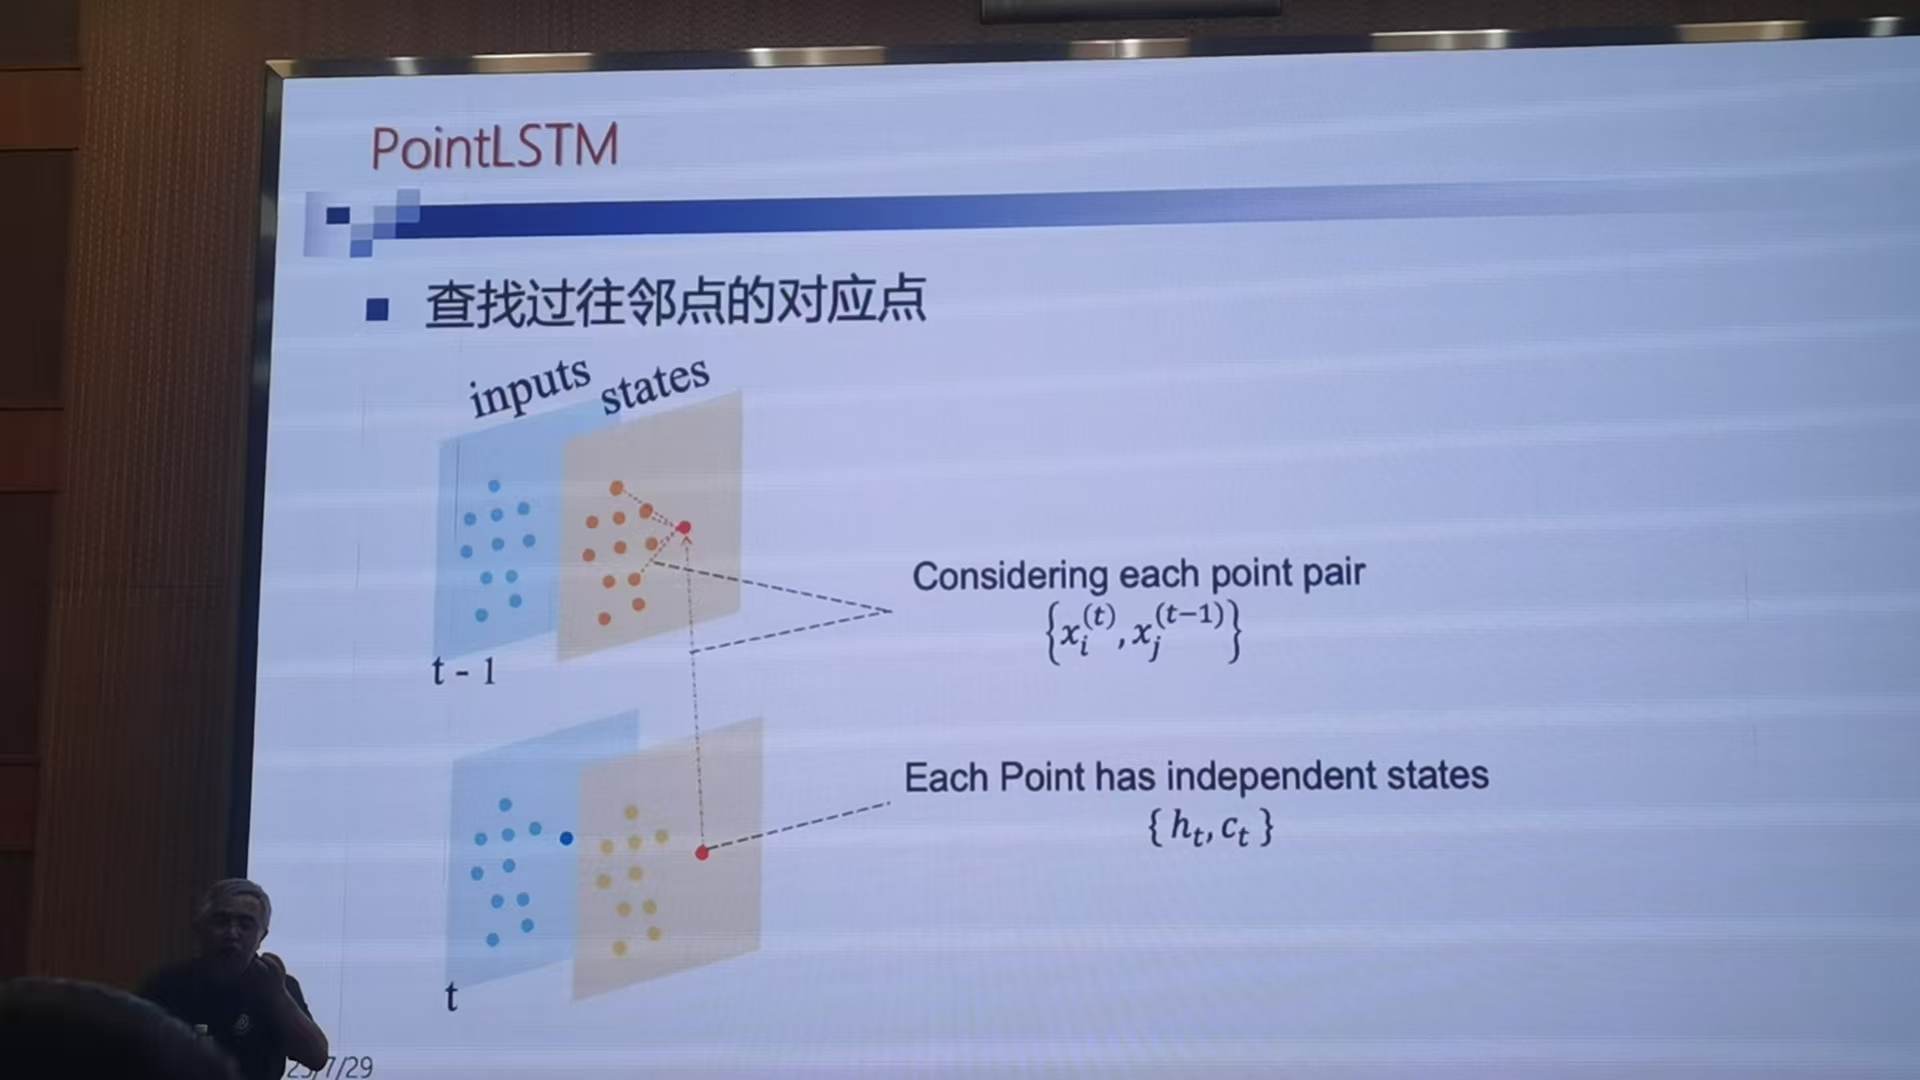 PointLSTM
查找过往邻点的对应点
inputs states
t - 1
Considering each point pair
{x_i^{(t)}, x_j^{(t-1)}}
Each Point has independent states
{ h_t, c_t }
t
7/29